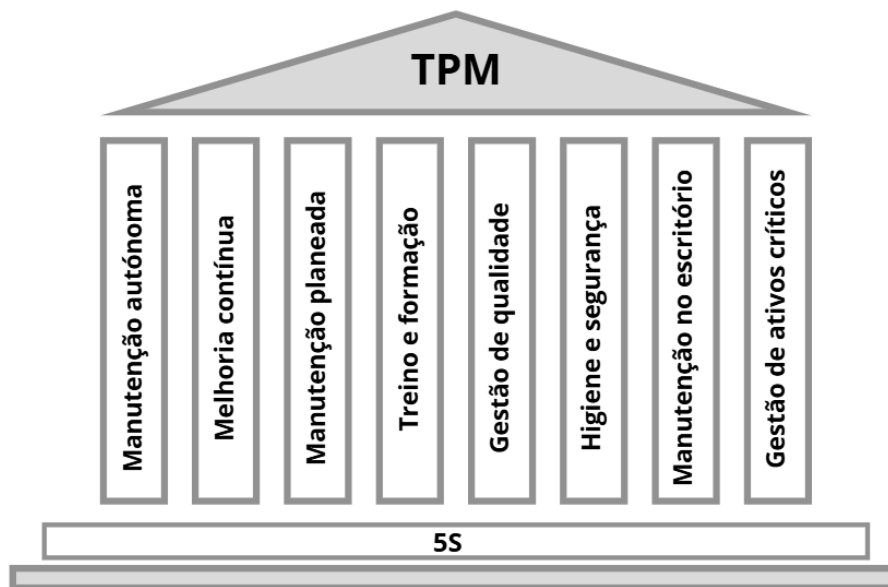 TPM
Manutenção autónoma
Melhoria contínua
Manutenção planeada
Treino e formação
Gestão de qualidade
Higiene e segurança
Manutenção no escritório
Gestão de ativos críticos
5S